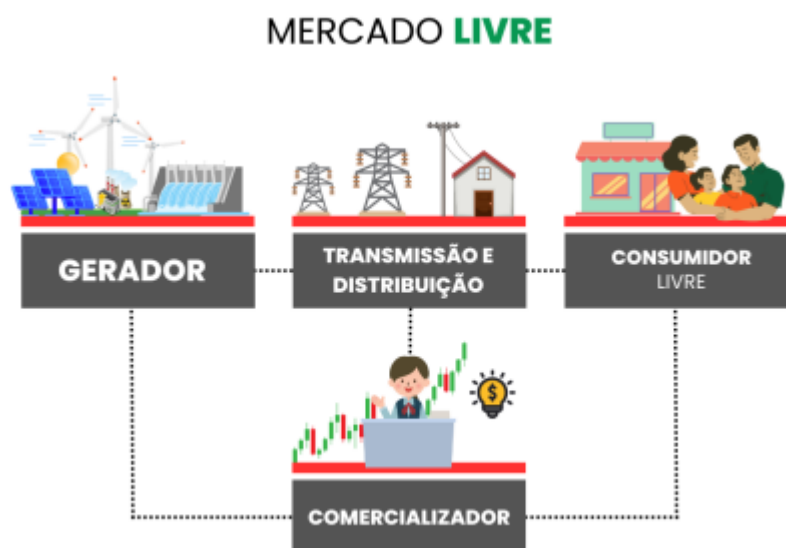 MERCADO LIVRE
GERADOR
TRANSMISSÃO E
DISTRIBUIÇÃO
CONSUMIDOR
LIVRE
$
COMERCIALIZADOR